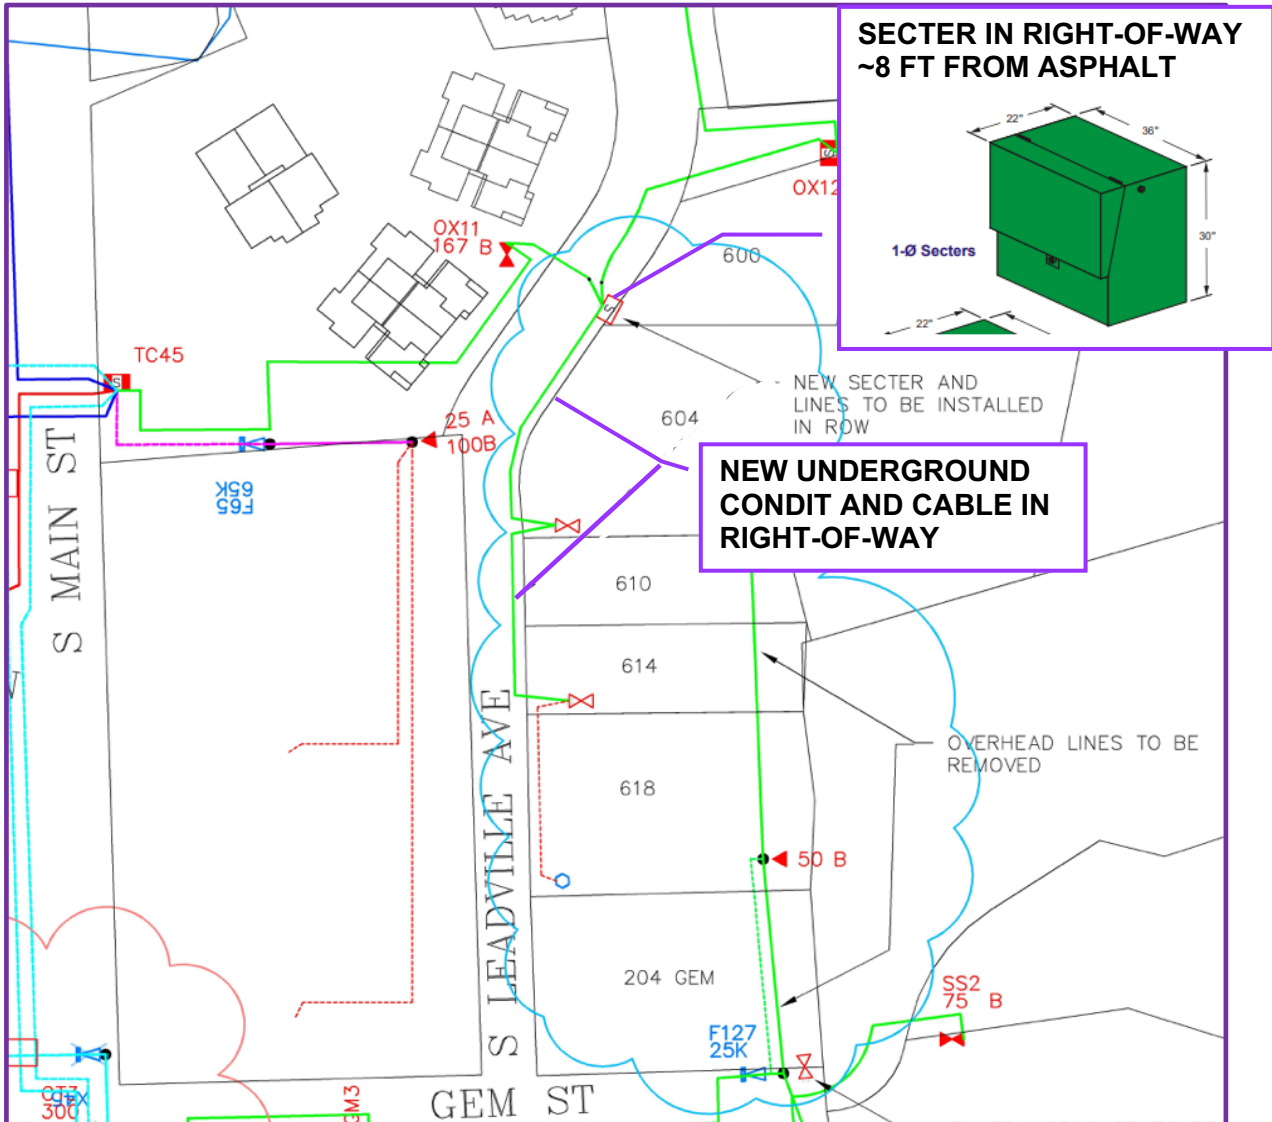 SECTER IN RIGHT-OF-WAY
~8 FT FROM ASPHALT
22"
36"
30"
1-Ø Secters
22"
OX12
OX11
167 B
600
S
S
TC45
S
NEW SECTER AND
LINES TO BE INSTALLED
IN ROW
604
25 A
100B
NEW UNDERGROUND
CONDIT AND CABLE IN
RIGHT-OF-WAY
F65
65K
S MAIN ST
610
614
S LEADVILLE AVE
OVERHEAD LINES TO BE
REMOVED
618
50 B
204 GEM
SS2
75 B
F127
25K
300
GM3
GEM ST